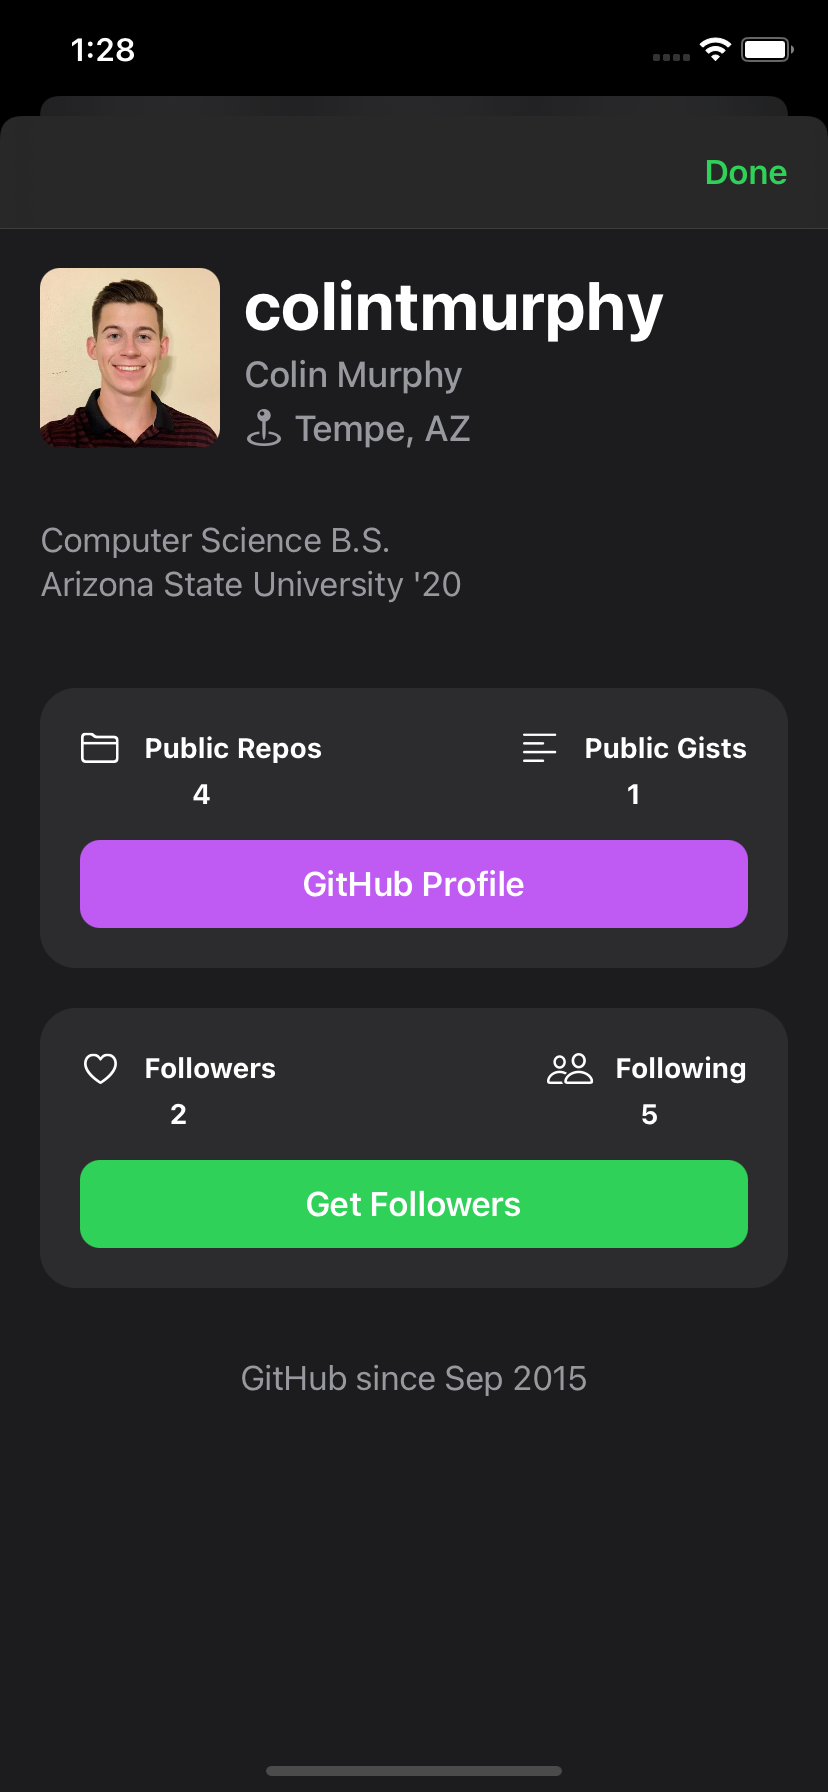 1:28
Done
colintmurphy
Colin Murphy
Tempe, AZ
Computer Science B.S.
Arizona State University '20
Public Repos
4
Public Gists
1
GitHub Profile
Followers
2
Following
5
Get Followers
GitHub since Sep 2015